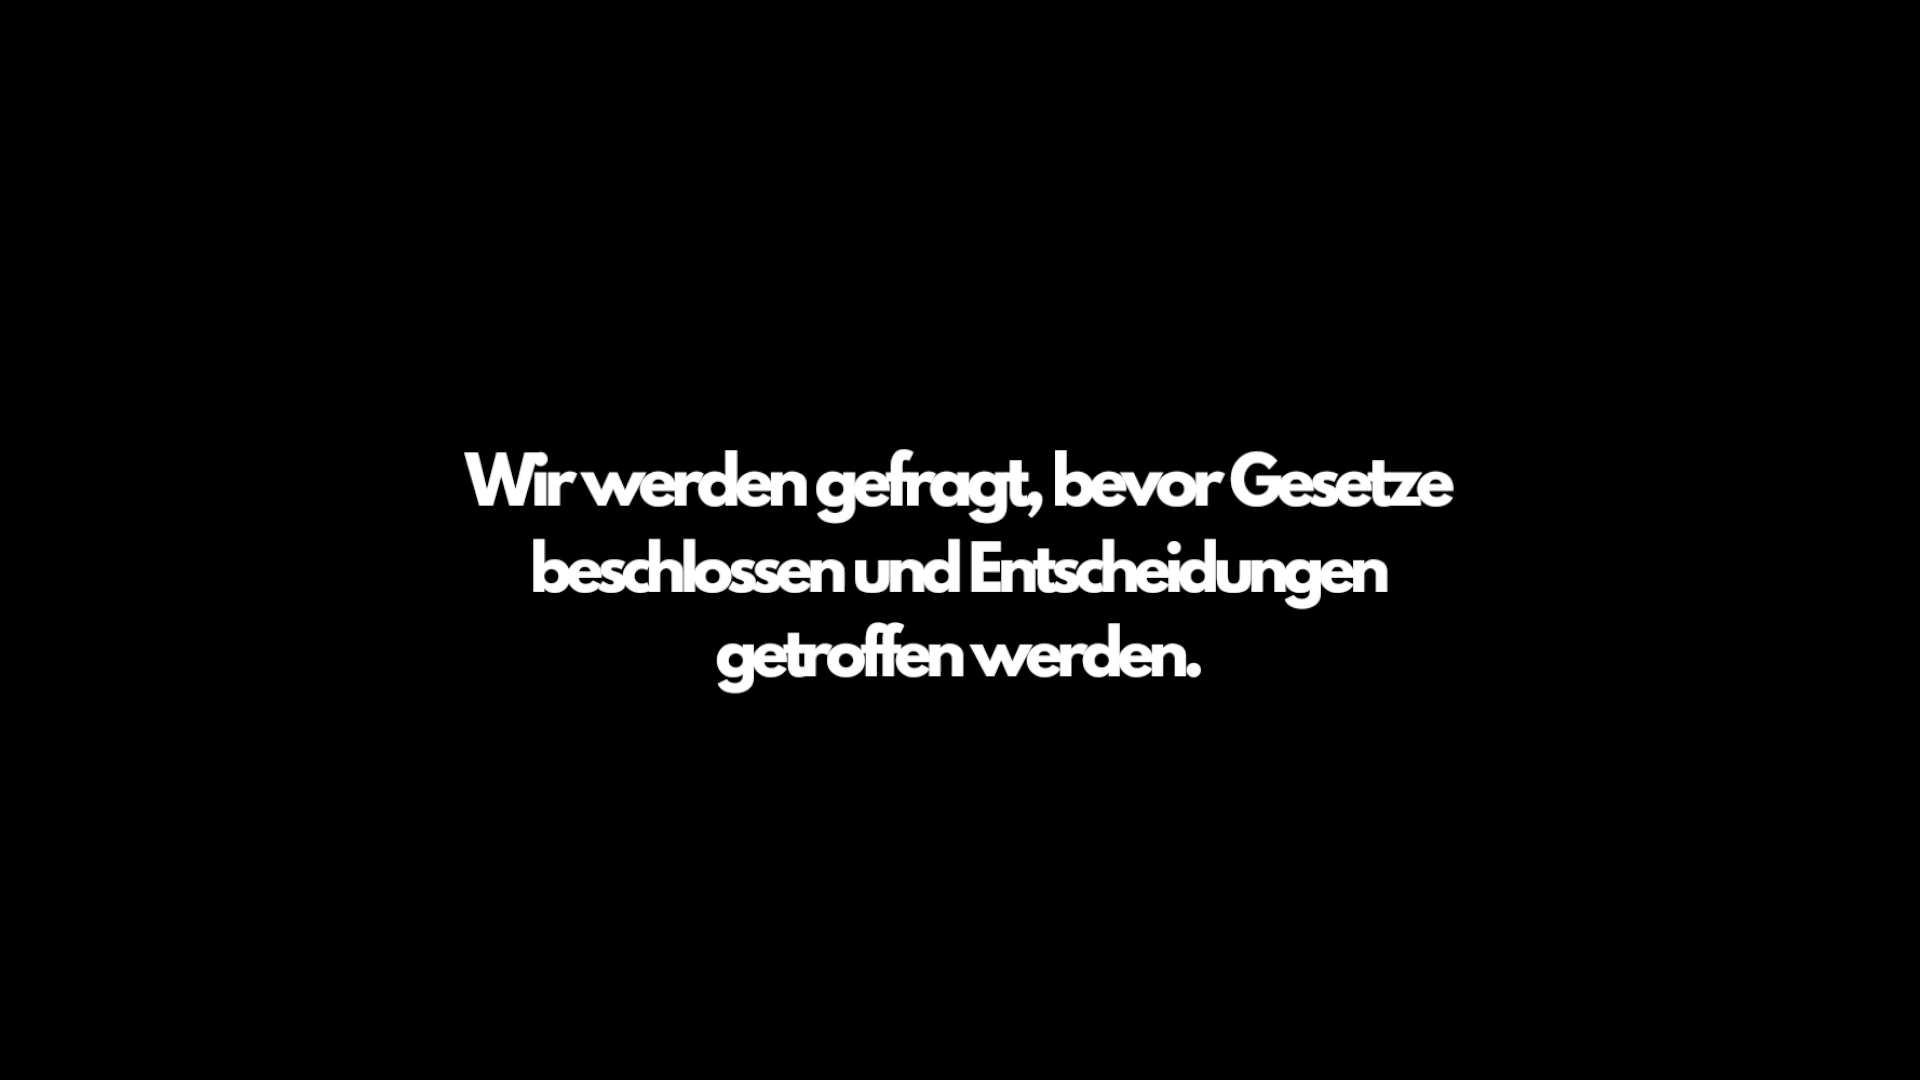 Wir werden gefragt, bevor Gesetze
beschlossen und Entscheidungen
getroffen werden.